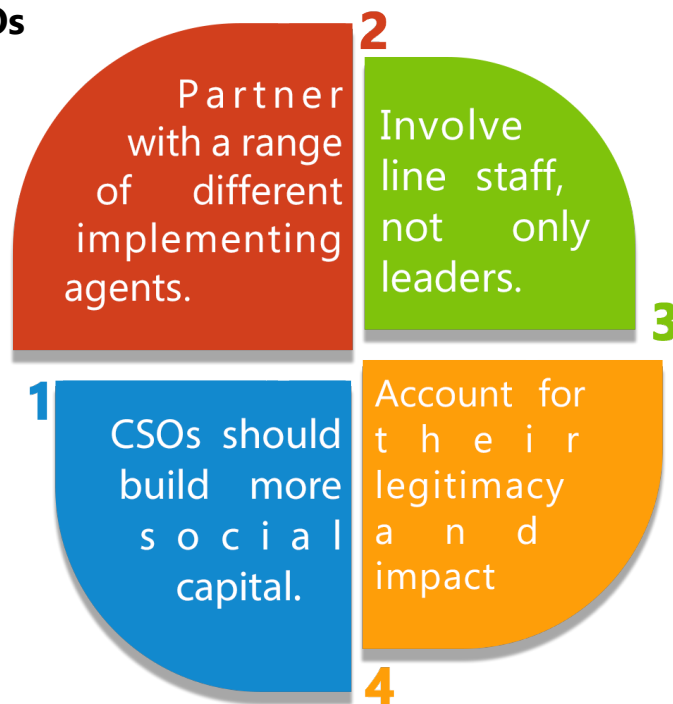 Os
2
Partner
with a range
of different
implementing
agents.
Involve
line staff,
not only
leaders.
3
1
CSOs should
build more
social
capital.
Account for
their
legitimacy
and
impact
4